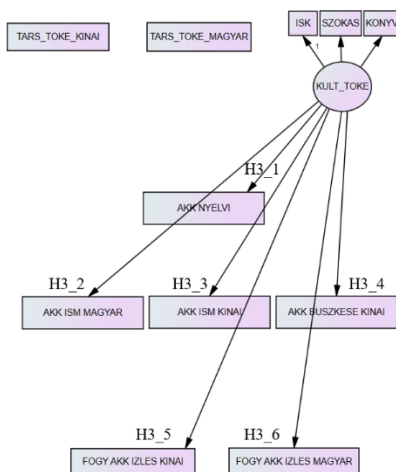 ISK SZOKAS KONYV
TARS_TOKE_KINAI TARS_TOKE_MAGYAR
1
KULT_TOKE
H3_1
AKK NYELVI
H3_2 H3_3 H3_4
AKK ISM MAGYAR AKK ISM KINAI AKK BUSZKESE KINAI
H3_5 H3_6
FOGY AKK IZLES KINAI FOGY AKK IZLES MAGYAR